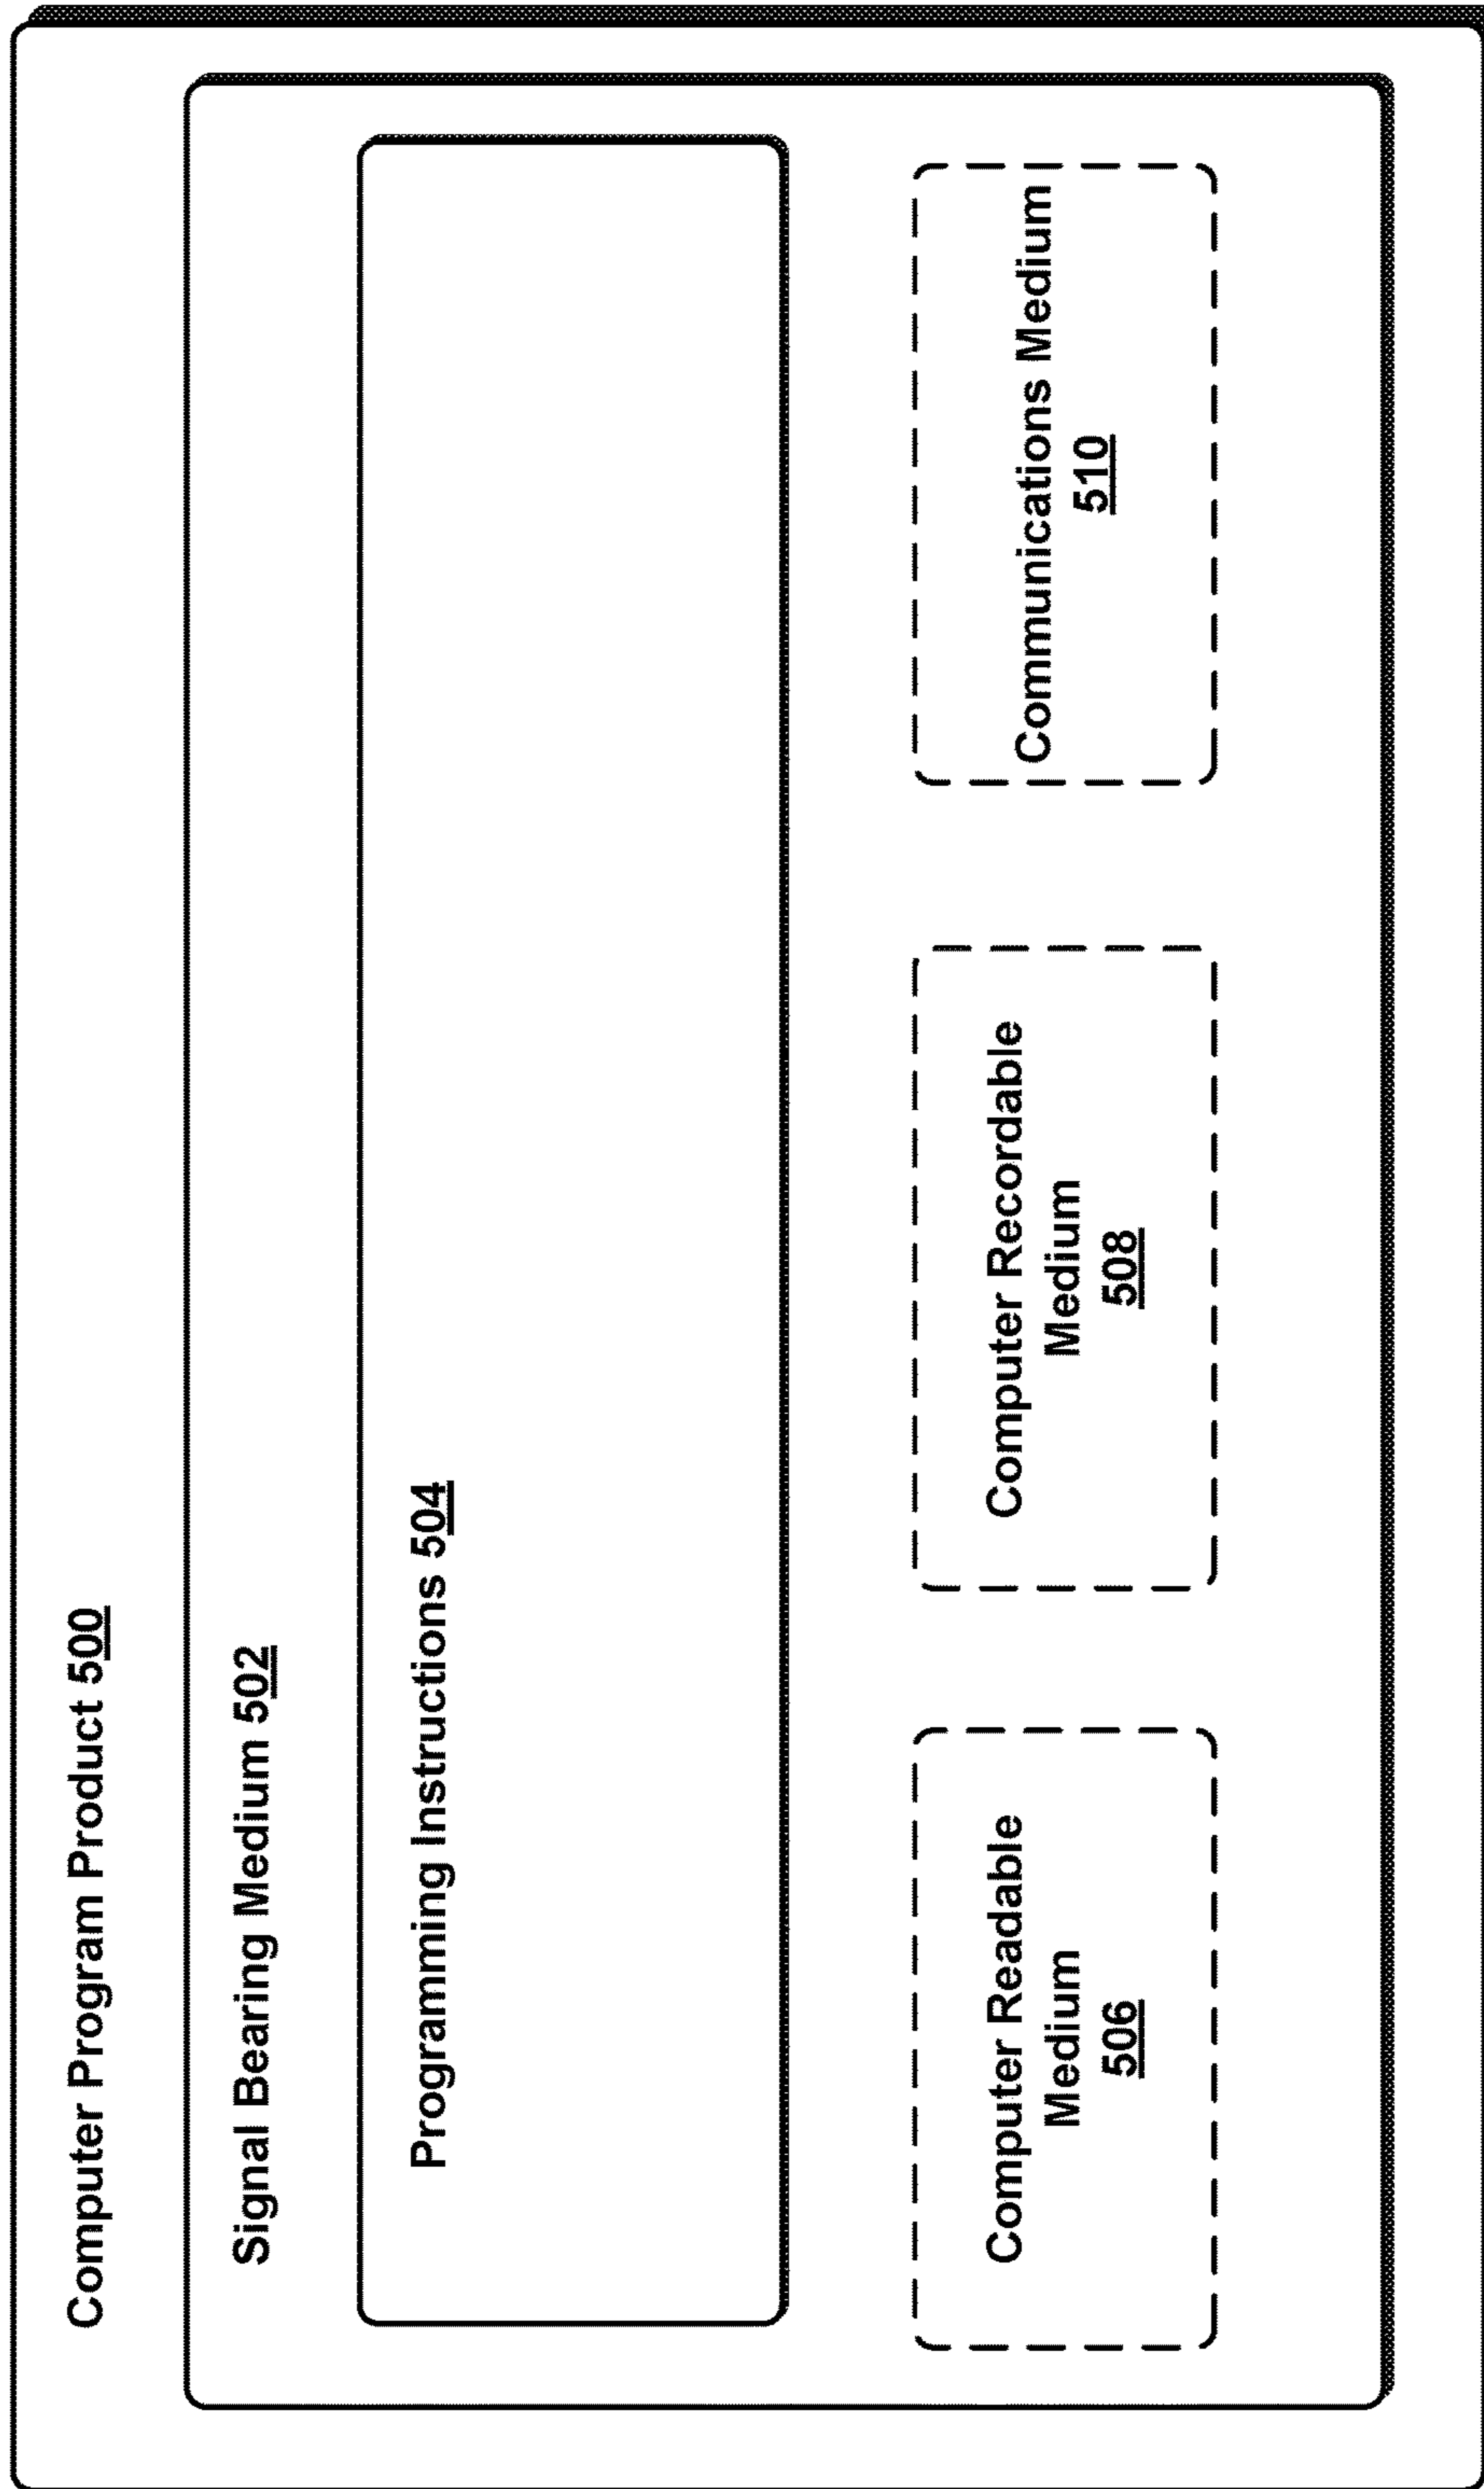 Computer Program Product 500
Signal Bearing Medium 502
Programming Instructions 504
Computer Readable
Medium
506
Computer Recordable
Medium
508
Communications Medium
510